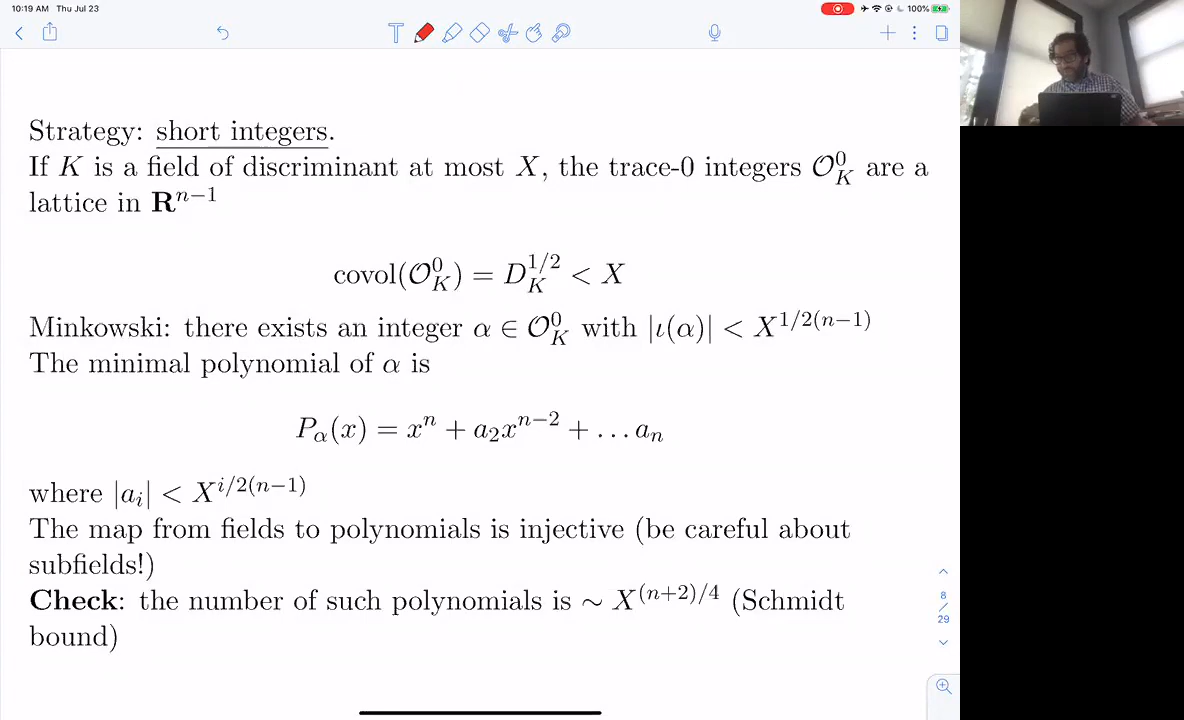 10:19 AM Thu Jul 23
100%
T
Strategy: short integers.
If K is a field of discriminant at most X, the trace-0 integers 𝒪_K^0 are a
lattice in R^{n−1}
covol(𝒪_K^0) = D_K^{1/2} < X
Minkowski: there exists an integer α ∈ 𝒪_K^0 with |ι(α)| < X^{1/2(n−1)}
The minimal polynomial of α is
P_α(x) = x^n + a_2x^{n−2} + … a_n
where |a_i| < X^{i/2(n−1)}
The map from fields to polynomials is injective (be careful about
subfields!)
Check: the number of such polynomials is ∼ X^{(n+2)/4} (Schmidt
bound)
8
/
29